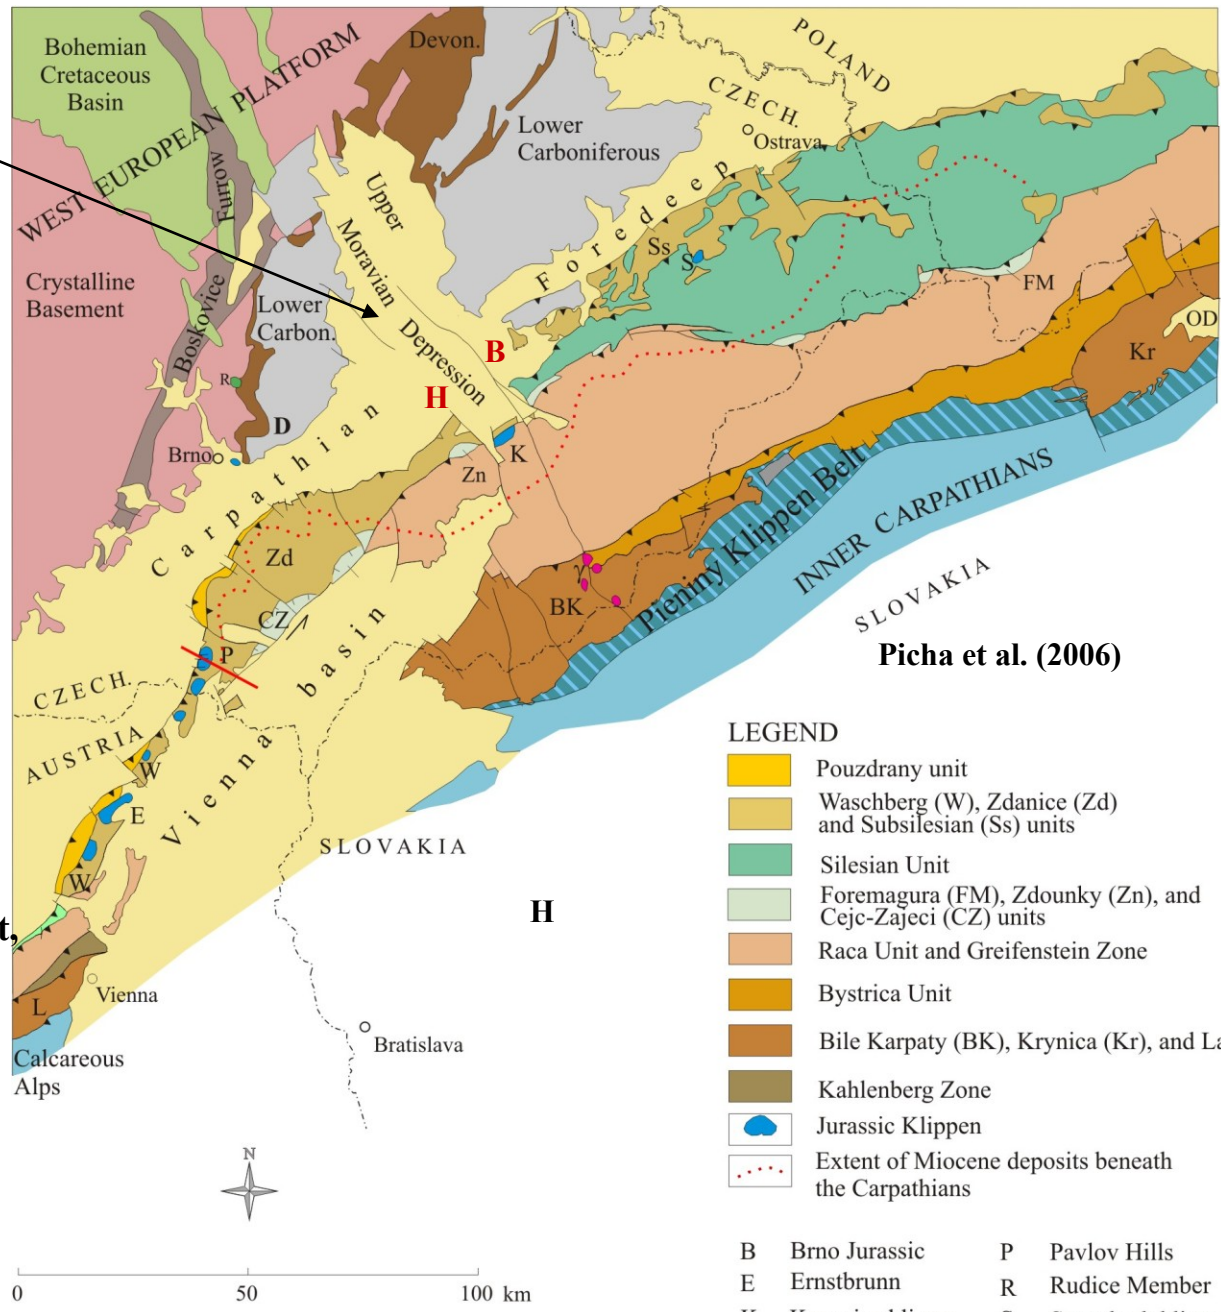 Bohemian
Cretaceous
Basin
WEST EUROPEAN PLATFORM
Devon.
Lower
Carboniferous
POLAND
CZECH.
Ostrava
Furrow
Boskovice
Crystalline
Basement
Lower
Carbon.
Upper
Moravian
Depression
Foredeep
Ss
S
FM
OD
Kr
B
H
R
D
Brno
Carpathian
K
Zn
Zd
CZ
P
BK
γ
Pieniny Klippen Belt
INNER CARPATHIANS
SLOVAKIA
Picha et al. (2006)
CZECH.
AUSTRIA
Vienna basin
W
E
W
SLOVAKIA
H
t,
L
Vienna
Bratislava
Calcareous
Alps
N
0 50 100 km
LEGEND
Pouzdrany unit
Waschberg (W), Zdanice (Zd)
and Subsilesian (Ss) units
Silesian Unit
Foremagura (FM), Zdounky (Zn), and
Cejc-Zajeci (CZ) units
Raca Unit and Greifenstein Zone
Bystrica Unit
Bile Karpaty (BK), Krynica (Kr), and La
Kahlenberg Zone
Jurassic Klippen
Extent of Miocene deposits beneath
the Carpathians
B Brno Jurassic P Pavlov Hills
E Ernstbrunn R Rudice Member